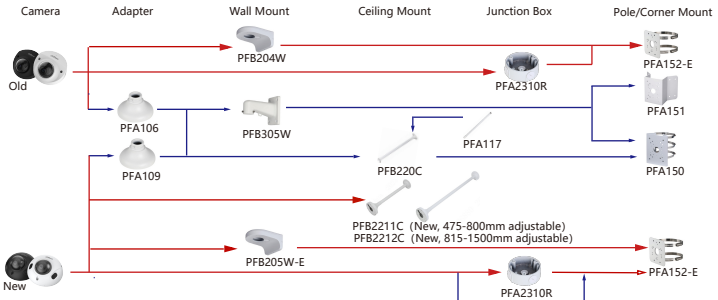 Camera Adapter Wall Mount Ceiling Mount Junction Box Pole/Corner Mount
PFB204W
PFA152-E
Old
PFA2310R
PFA151
PFA106
PFB305W
PFA117
PFA109
PFB220C
PFA150
PFB2211C (New, 475-800mm adjustable)
PFB2212C (New, 815-1500mm adjustable)
PFB205W-E
PFA152-E
New
PFA2310R